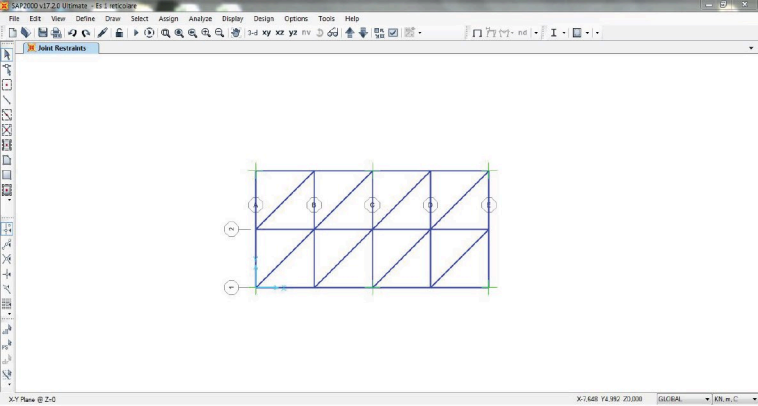 SAP2000 v17.2.0 Ultimate - Es 1 reticolare
File Edit View Define Draw Select Assign Analyze Display Design Options Tools Help
3-d xy xz yz nv nd
Joint Restraints
A B C D E
2
1
X-Y Plane @ Z=0 X-7,648 Y4,992 Z0,000 GLOBAL KN, m, C